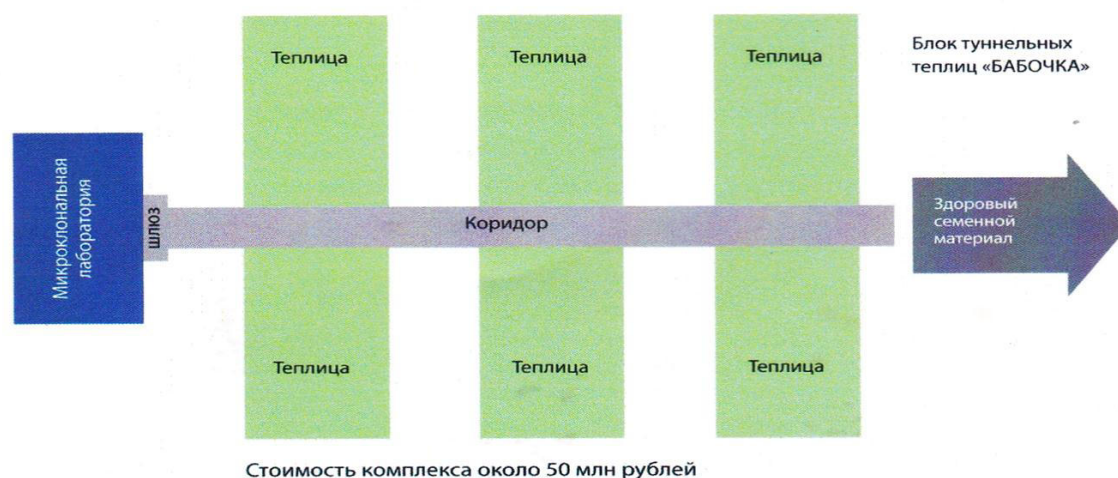 Теплица
Теплица
Теплица
Блок туннельных
теплиц «БАБОЧКА»
Микроклональная
лаборатория
шлюз
Коридор
Здоровый
семенной
материал
Теплица
Теплица
Теплица
Стоимость комплекса около 50 млн рублей